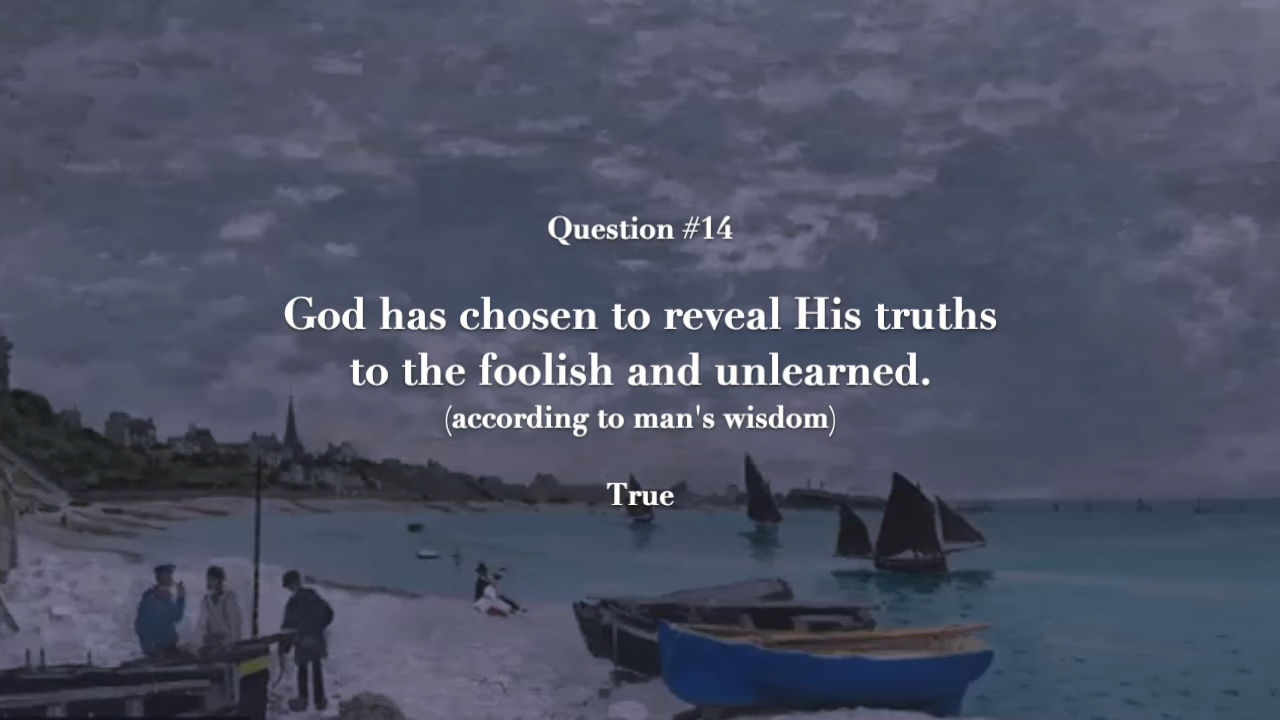 Question #14
God has chosen to reveal His truths
to the foolish and unlearned.
(according to man's wisdom)
True